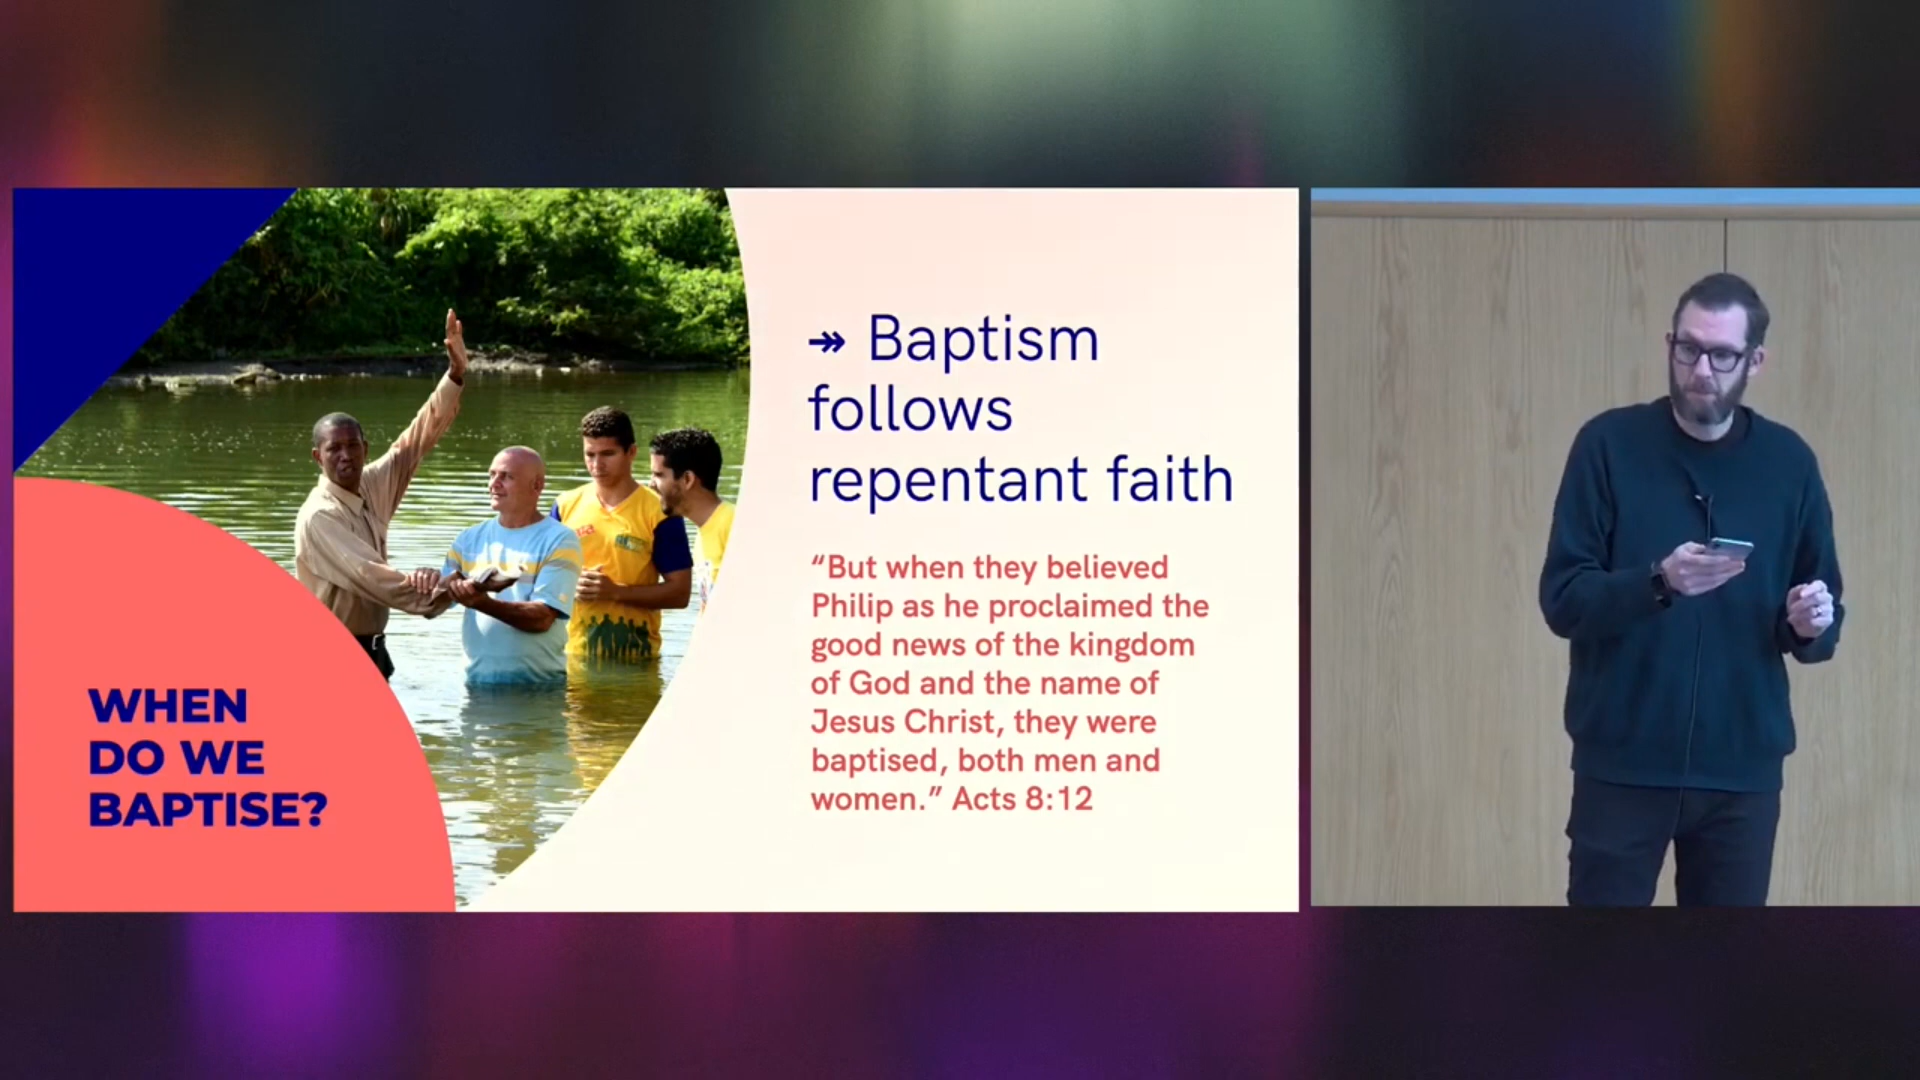 WHEN
DO WE
BAPTISE?
↠ Baptism
follows
repentant faith
“But when they believed
Philip as he proclaimed the
good news of the kingdom
of God and the name of
Jesus Christ, they were
baptised, both men and
women.” Acts 8:12